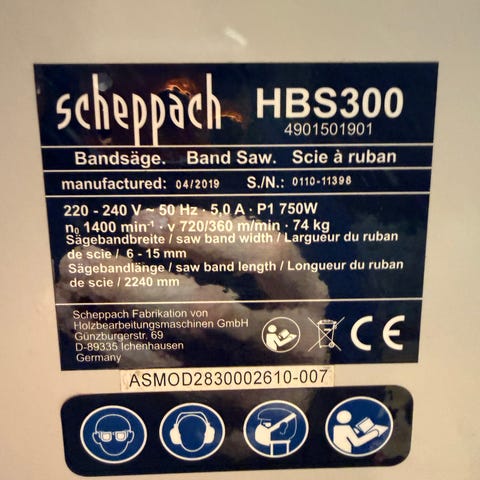 scheppach HBS300
4901501901
Bandsäge. Band Saw. Scie à ruban
manufactured: 04/2019 S./N.: 0110-11398
220 - 240 V ~ 50 Hz · 5,0 A · P1 750W
n₀ 1400 min⁻¹ · v 720/360 m/min · 74 kg
Sägebandbreite / saw band width / Largueur du ruban
de scie / 6 - 15 mm
Sägebandlänge / saw band length / Longueur du ruban
de scie / 2240 mm
Scheppach Fabrikation von
Holzbearbeitungsmaschinen GmbH
Günzburgerstr. 69
D-89335 Ichenhausen
Germany
CE
ASMOD2830002610-007